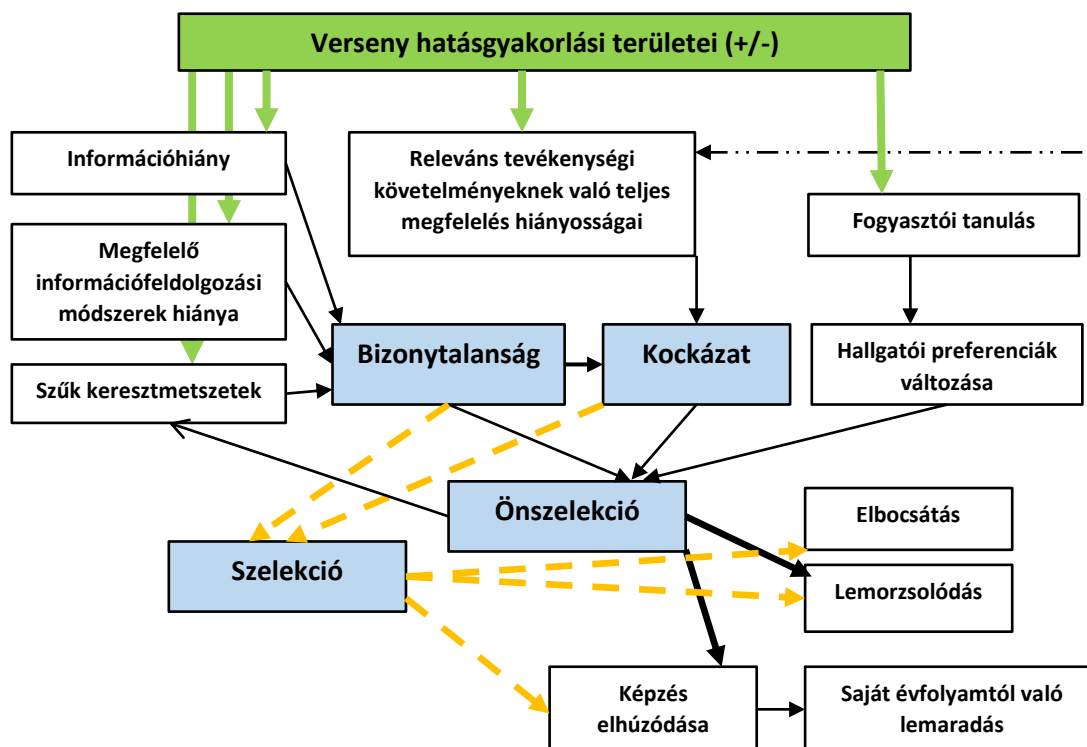 Verseny hatásgyakorlási területei (+/-)
Információhiány
Releváns tevékenységi
követelményeknek való teljes
megfelelés hiányosságai
Fogyasztói tanulás
Megfelelő
információfeldolgozási
módszerek hiánya
Bizonytalanság
Kockázat
Hallgatói preferenciák
változása
Szűk keresztmetszetek
Önszelekció
Elbocsátás
Szelekció
Lemorzsolódás
Képzés
elhúzódása
Saját évfolyamtól való
lemaradás